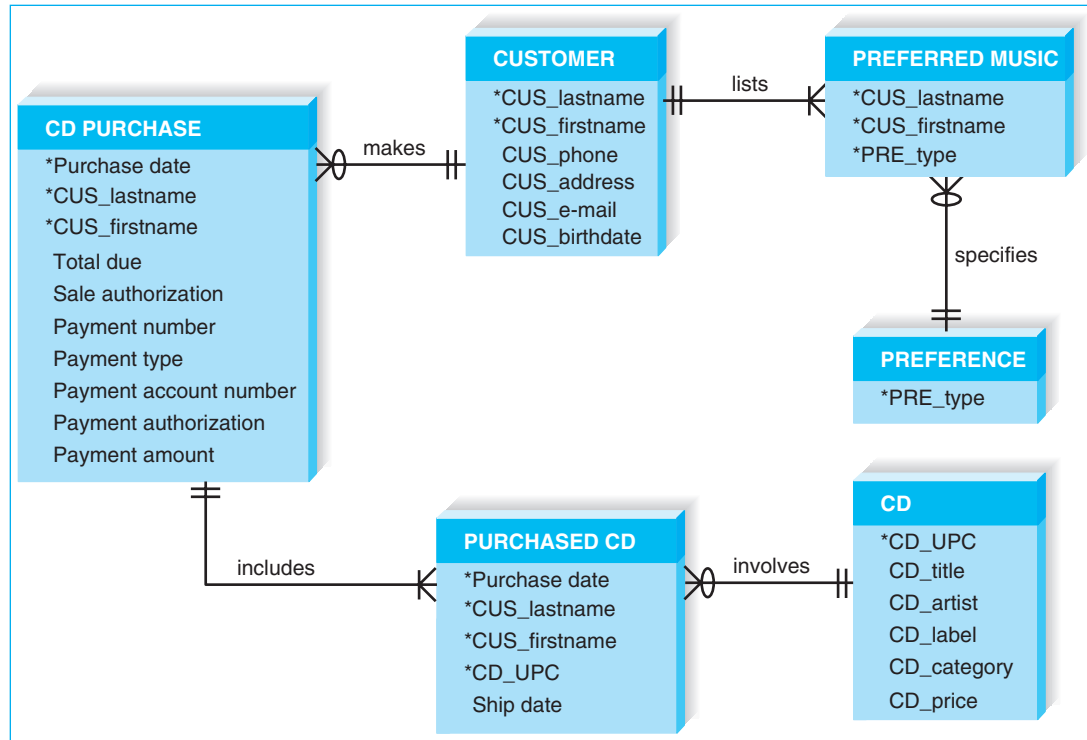 CD PURCHASE
*Purchase date
*CUS_lastname
*CUS_firstname
Total due
Sale authorization
Payment number
Payment type
Payment account number
Payment authorization
Payment amount
makes
CUSTOMER
*CUS_lastname
*CUS_firstname
CUS_phone
CUS_address
CUS_e-mail
CUS_birthdate
lists
PREFERRED MUSIC
*CUS_lastname
*CUS_firstname
*PRE_type
specifies
PREFERENCE
*PRE_type
includes
PURCHASED CD
*Purchase date
*CUS_lastname
*CUS_firstname
*CD_UPC
Ship date
involves
CD
*CD_UPC
CD_title
CD_artist
CD_label
CD_category
CD_price